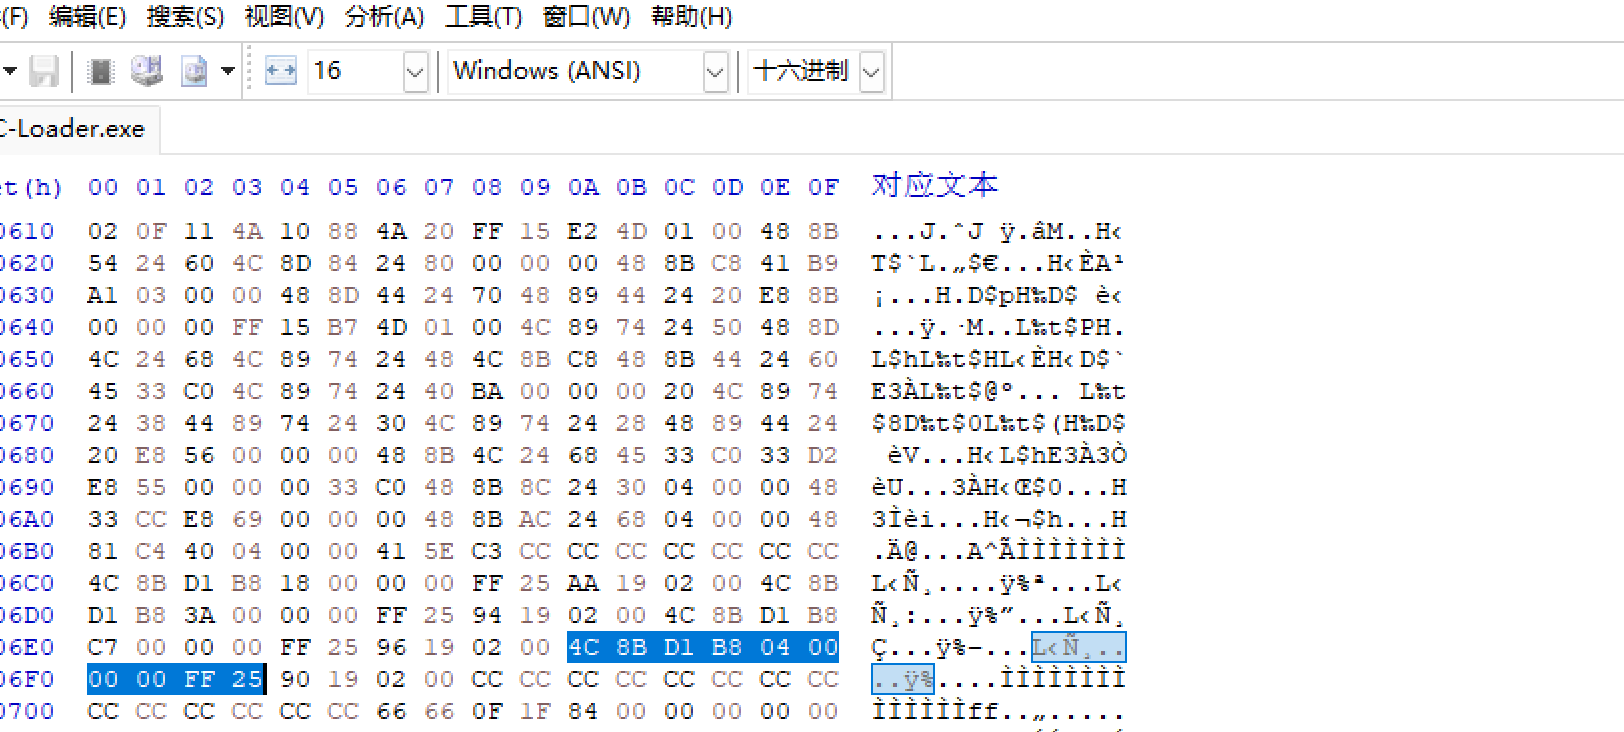 (F) 编辑(E) 搜索(S) 视图(V) 分析(A) 工具(T) 窗口(W) 帮助(H)
16 Windows (ANSI) 十六进制
C-Loader.exe
et(h) 00 01 02 03 04 05 06 07 08 09 0A 0B 0C 0D 0E 0F 对应文本
0610 02 0F 11 4A 10 88 4A 20 FF 15 E2 4D 01 00 48 8B ...J.ˆJ ÿ.âM..H‹
0620 54 24 60 4C 8D 84 24 80 00 00 00 48 8B C8 41 B9 T$`L.„$€...H‹ÈA¹
0630 A1 03 00 00 48 8D 44 24 70 48 89 44 24 20 E8 8B ¡...H.D$pH‰D$ è‹
0640 00 00 00 FF 15 B7 4D 01 00 4C 89 74 24 50 48 8D ...ÿ.·M..L‰t$PH.
0650 4C 24 68 4C 89 74 24 48 4C 8B C8 48 8B 44 24 60 L$hL‰t$HL‹ÈH‹D$`
0660 45 33 C0 4C 89 74 24 40 BA 00 00 00 20 4C 89 74 E3ÀL‰t$@º... L‰t
0670 24 38 44 89 74 24 30 4C 89 74 24 28 48 89 44 24 $8D‰t$0L‰t$(H‰D$
0680 20 E8 56 00 00 00 48 8B 4C 24 68 45 33 C0 33 D2 èV...H‹L$hE3À3Ò
0690 E8 55 00 00 00 33 C0 48 8B 8C 24 30 04 00 00 48 èU...3ÀH‹Œ$0...H
06A0 33 CC E8 69 00 00 00 48 8B AC 24 68 04 00 00 48 3Ìèi...H‹¬$h...H
06B0 81 C4 40 04 00 00 41 5E C3 CC CC CC CC CC CC CC .Ä@...A^ÃÌÌÌÌÌÌÌ
06C0 4C 8B D1 B8 18 00 00 00 FF 25 AA 19 02 00 4C 8B L‹Ñ¸....ÿ%ª...L‹
06D0 D1 B8 3A 00 00 00 FF 25 94 19 02 00 4C 8B D1 B8 Ñ¸:...ÿ%”...L‹Ñ¸
06E0 C7 00 00 00 FF 25 96 19 02 00 4C 8B D1 B8 04 00 Ç...ÿ%–...L‹Ñ¸..
06F0 00 00 FF 25 90 19 02 00 CC CC CC CC CC CC CC CC ..ÿ%....ÌÌÌÌÌÌÌÌ
0700 CC CC CC CC CC CC 66 66 0F 1F 84 00 00 00 00 00 ÌÌÌÌÌÌff..„.....